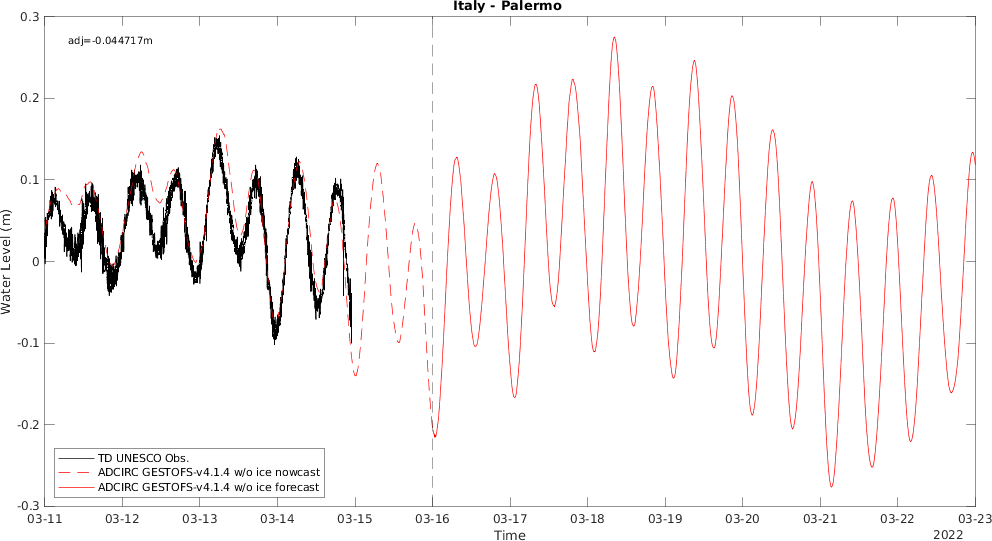 Italy - Palermo
adj=-0.044717m
0.3
0.2
0.1
0
-0.1
-0.2
-0.3
Water Level (m)
TD UNESCO Obs.
ADCIRC GESTOFS-v4.1.4 w/o ice nowcast
ADCIRC GESTOFS-v4.1.4 w/o ice forecast
03-11 03-12 03-13 03-14 03-15 03-16 03-17 03-18 03-19 03-20 03-21 03-22 03-23
Time
2022